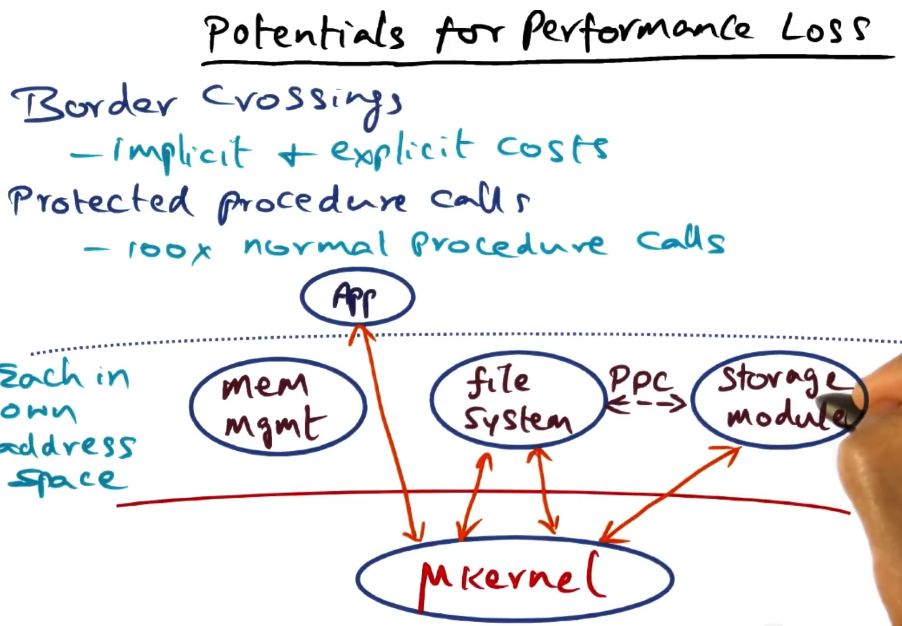 Potentials for Performance Loss
Border Crossings
- implicit + explicit costs
Protected procedure calls
- 100x normal procedure calls
App
Each in
own
address
space
mem
mgmt
file
system
PPC
storage
module
μkernel